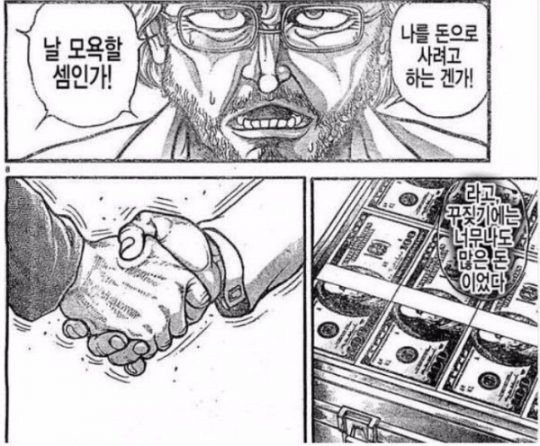 나를 돈으로
사려고
하는 겐가!
날 모욕할
셈인가!
라고,
꾸짖기에는
너무나도
많은 돈
이었다